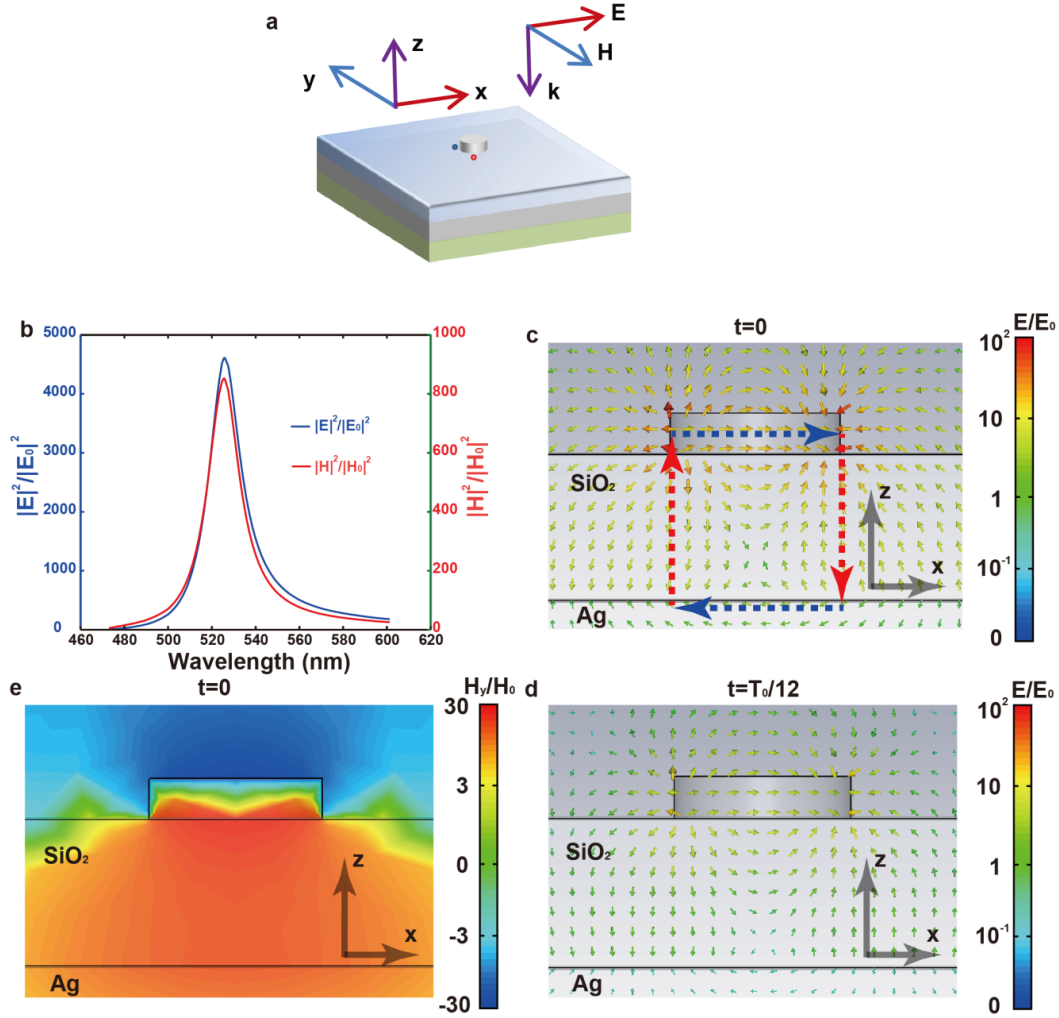 a
z
y
x
E
H
k
b
5000
4000
3000
2000
1000
0
|E|²/|E₀|²
460 480 500 520 540 560 580 600 620
Wavelength (nm)
1000
800
600
400
200
0
|H|²/|H₀|²
|E|²/|E₀|²
|H|²/|H₀|²
c
t=0
SiO₂
Ag
z
x
E/E₀
10²
10
1
10⁻¹
0
e
t=0
SiO₂
Ag
z
x
Hy/H₀
30
3
0
-3
-30
d
t=T₀/12
SiO₂
Ag
z
x
E/E₀
10²
10
1
10⁻¹
0